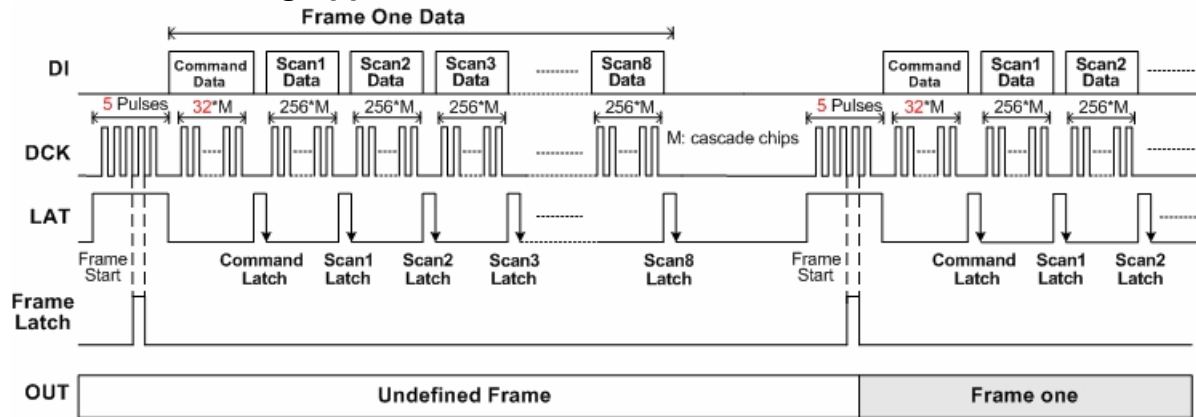 Frame One Data
DI
Command Data
Scan1 Data
Scan2 Data
Scan3 Data
Scan8 Data
Command Data
Scan1 Data
Scan2 Data
5 Pulses
32*M
256*M
256*M
256*M
256*M
5 Pulses
32*M
256*M
256*M
DCK
M: cascade chips
LAT
Frame Start
Command Latch
Scan1 Latch
Scan2 Latch
Scan3 Latch
Scan8 Latch
Frame Start
Command Latch
Scan1 Latch
Scan2 Latch
Frame Latch
OUT
Undefined Frame
Frame one